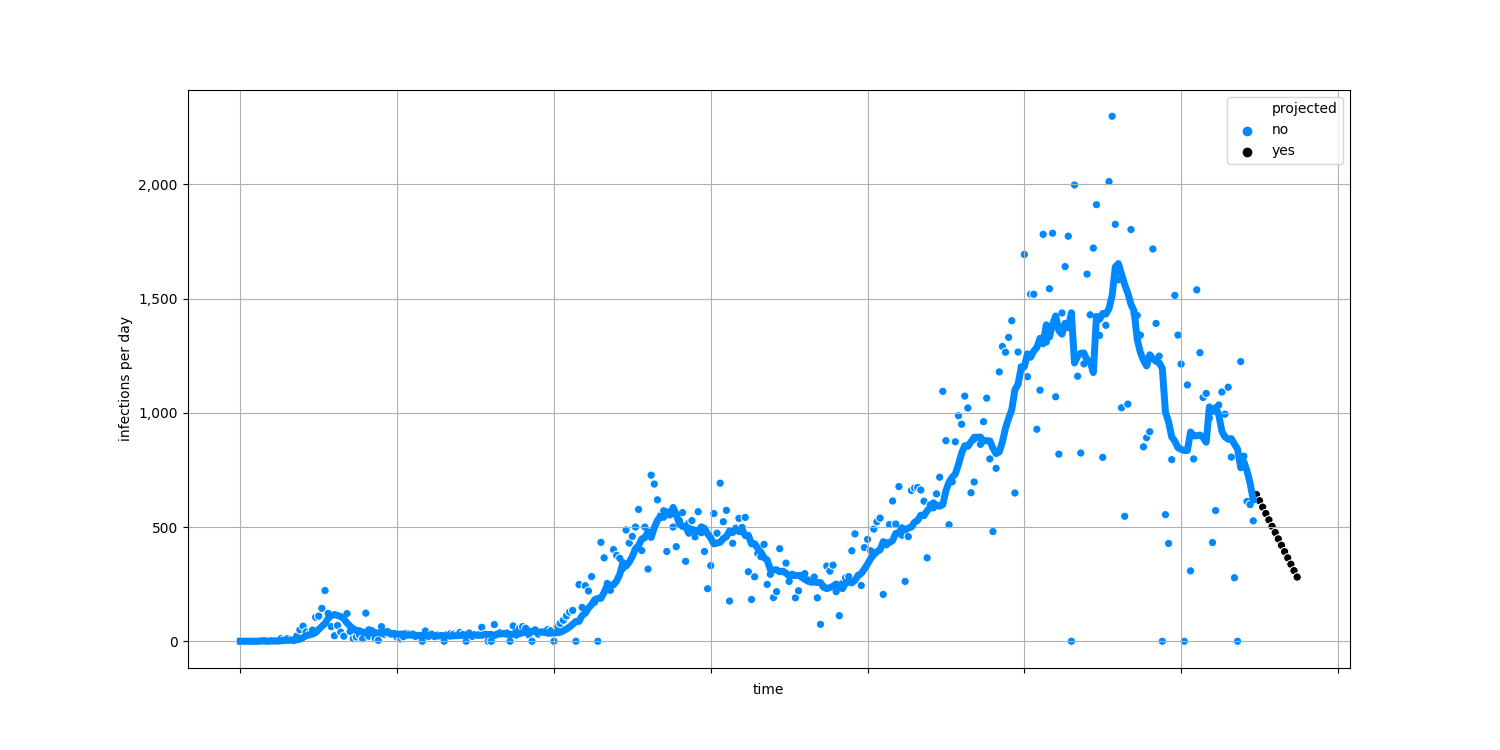 projected
no
yes
2,000
1,500
1,000
500
0
infections per day
time